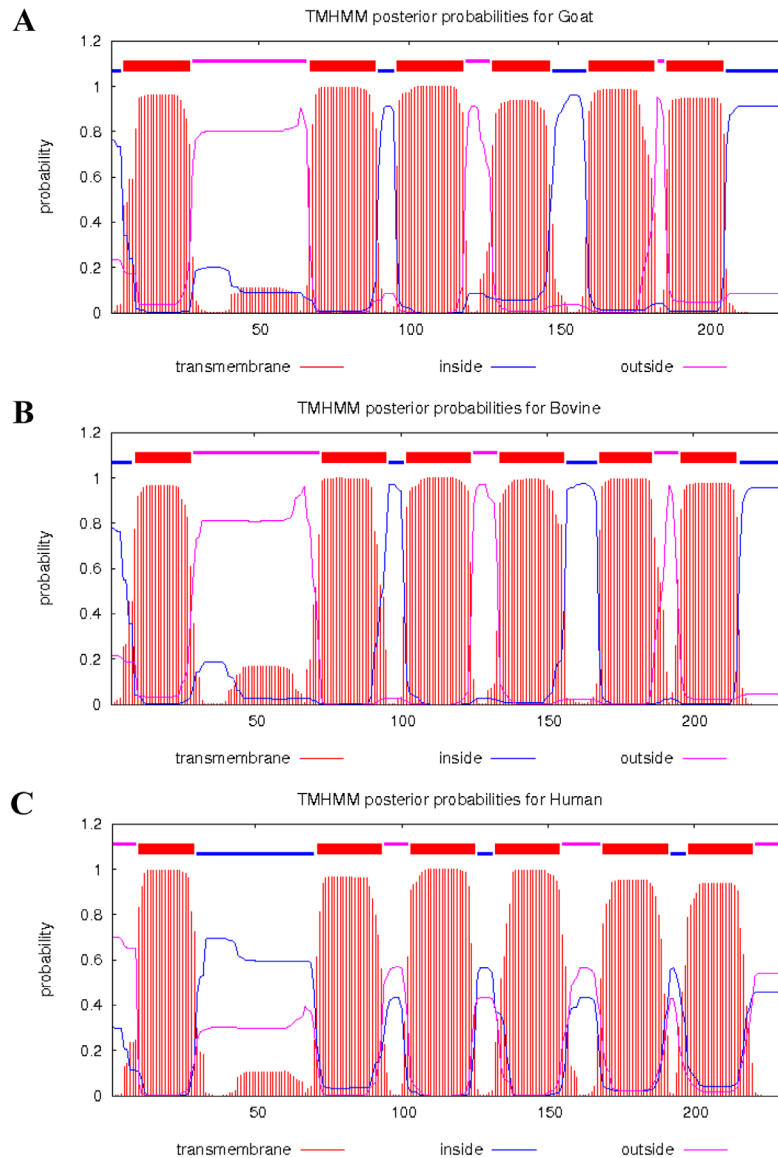 A
TMHMM posterior probabilities for Goat
1.2
1
0.8
0.6
0.4
0.2
0
probability
50
100
150
200
transmembrane
inside
outside
B
TMHMM posterior probabilities for Bovine
1.2
1
0.8
0.6
0.4
0.2
0
probability
50
100
150
200
transmembrane
inside
outside
C
TMHMM posterior probabilities for Human
1.2
1
0.8
0.6
0.4
0.2
0
probability
50
100
150
200
transmembrane
inside
outside